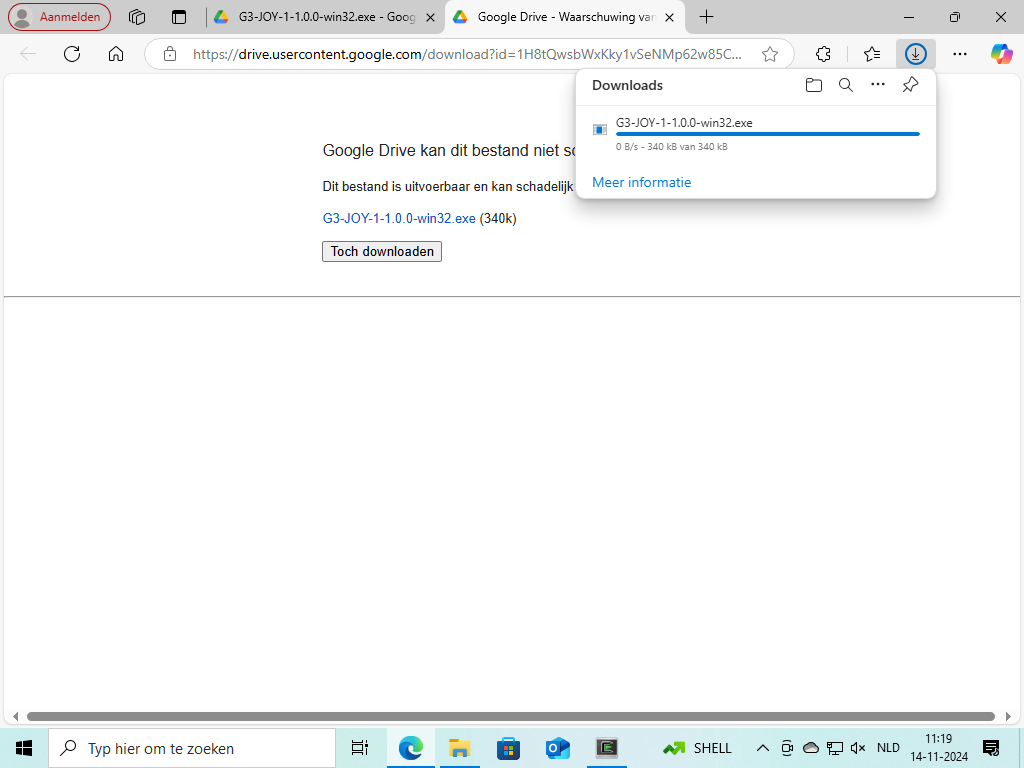 Aanmelden
G3-JOY-1-1.0.0-win32.exe - Goog
Google Drive - Waarschuwing van
https://drive.usercontent.google.com/download?id=1H8tQwsbWxKky1vSeNMp62w85C...
Downloads
G3-JOY-1-1.0.0-win32.exe
0 B/s - 340 kB van 340 kB
Meer informatie
Google Drive kan dit bestand niet
Dit bestand is uitvoerbaar en kan schadelijk
G3-JOY-1-1.0.0-win32.exe (340k)
Toch downloaden
Typ hier om te zoeken
SHELL
NLD
11:19
14-11-2024